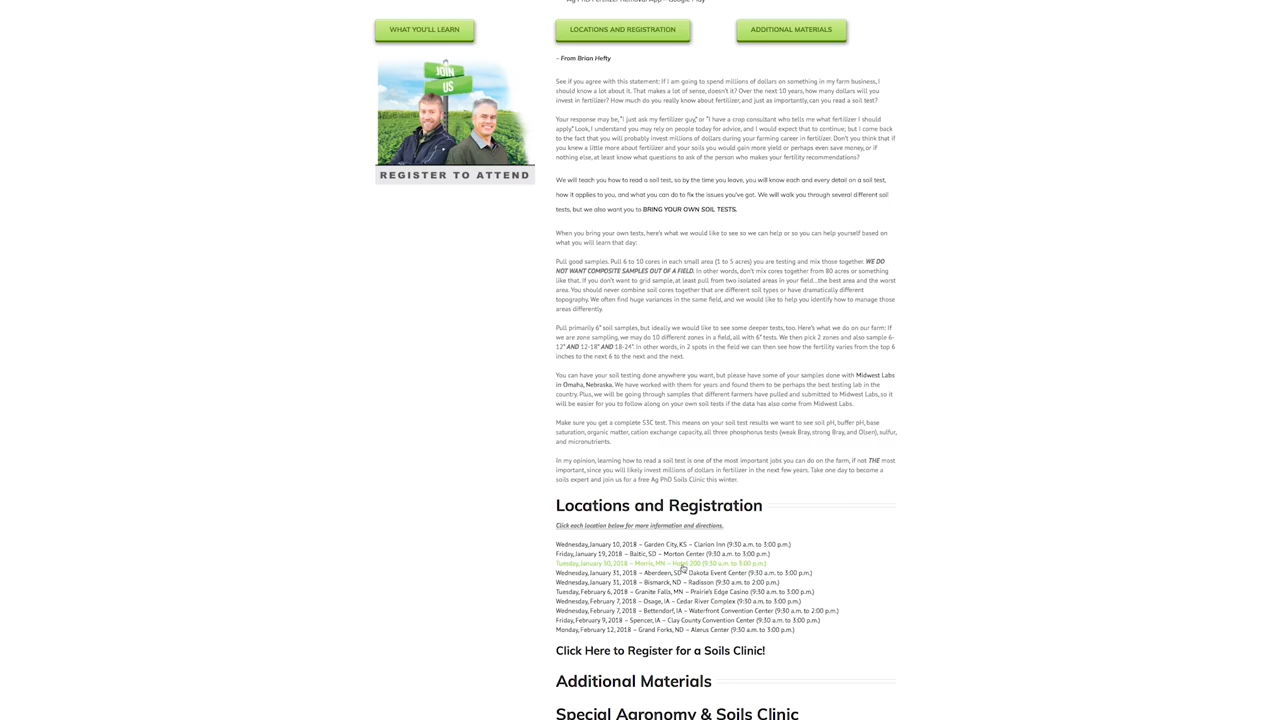 WHAT YOU'LL LEARN
LOCATIONS AND REGISTRATION
ADDITIONAL MATERIALS
JOIN
US
REGISTER TO ATTEND
– From Brian Hefty
See if you agree with this statement: If I am going to spend millions of dollars on something in my farm business, I
should know a lot about it. That makes a lot of sense, doesn't it? Over the next 10 years, how many dollars will you
invest in fertilizer? How much do you really know about fertilizer, and just as importantly, can you read a soil test?
Your response may be, "I just ask my fertilizer guy," or "I have a crop consultant who tells me what fertilizer I should
apply." Look, I understand you may rely on people today for advice, and I would expect that to continue; but I come back
to the fact that you will probably invest millions of dollars during your farming career in fertilizer. Don't you think that if
you knew a little more about fertilizer and your soils you would gain more yield or perhaps even save money, or if
nothing else, at least know what questions to ask of the person who makes your fertility recommendations?
We will teach you how to read a soil test, so by the time you leave, you will know each and every detail on a soil test,
how it applies to you, and what you can do to fix the issues you've got. We will walk you through several different soil
tests, but we also want you to BRING YOUR OWN SOIL TESTS.
When you bring your own tests, here's what we would like to see so we can help or so you can help yourself based on
what you will learn that day:
Pull good samples. Pull 6 to 10 cores in each small area (1 to 5 acres) you are testing and mix those together. WE DO
NOT WANT COMPOSITE SAMPLES OUT OF A FIELD. In other words, don't mix cores together from 80 acres or something
like that. If you don't want to grid sample, at least pull from two isolated areas in your field...the best area and the worst
area. You should never combine soil cores together that are different soil types or have dramatically different
topography. We often find huge variances in the same field, and we would like to help you identify how to manage those
areas differently.
Pull primarily 6" soil samples, but ideally we would like to see some deeper tests, too. Here's what we do on our farm: If
we are zone sampling, we may do 10 different zones in a field, all with 6" tests. We then pick 2 zones and also sample 6-
12" AND 12-18" AND 18-24". In other words, in 2 spots in the field we can then see how the fertility varies from the top 6
inches to the next 6 to the next and the next.
You can have your soil testing done anywhere you want, but please have some of your samples done with Midwest Labs
in Omaha, Nebraska. We have worked with them for years and found them to be perhaps the best testing lab in the
country. Plus, we will be going through samples that different farmers have pulled and submitted to Midwest Labs, so it
will be easier for you to follow along on your own soil tests if the data has also come from Midwest Labs.
Make sure you get a complete S3C test. This means on your soil test results we want to see soil pH, buffer pH, base
saturation, organic matter, cation exchange capacity, all three phosphorus tests (weak Bray, strong Bray, and Olsen), sulfur,
and micronutrients.
In my opinion, learning how to read a soil test is one of the most important jobs you can do on the farm, if not THE most
important, since you will likely invest millions of dollars in fertilizer in the next few years. Take one day to become a
soils expert and join us for a free Ag PhD Soils Clinic this winter.
Locations and Registration
Click each location below for more information and directions.
Wednesday, January 10, 2018 – Garden City, KS – Clarion Inn (9:30 a.m. to 3:00 p.m.)
Friday, January 19, 2018 – Baltic, SD – Morton Center (9:30 a.m. to 3:00 p.m.)
Tuesday, January 30, 2018 – Morris, MN – Hotel 200 (9:30 a.m. to 3:00 p.m.)
Wednesday, January 31, 2018 – Aberdeen, SD – Dakota Event Center (9:30 a.m. to 3:00 p.m.)
Wednesday, January 31, 2018 – Bismarck, ND – Radisson (9:30 a.m. to 2:00 p.m.)
Tuesday, February 6, 2018 – Granite Falls, MN – Prairie's Edge Casino (9:30 a.m. to 3:00 p.m.)
Wednesday, February 7, 2018 – Osage, IA – Cedar River Complex (9:30 a.m. to 3:00 p.m.)
Wednesday, February 7, 2018 – Bettendorf, IA – Waterfront Convention Center (9:30 a.m. to 2:00 p.m.)
Friday, February 9, 2018 – Spencer, IA – Clay County Convention Center (9:30 a.m. to 3:00 p.m.)
Monday, February 12, 2018 – Grand Forks, ND – Alerus Center (9:30 a.m. to 3:00 p.m.)
Click Here to Register for a Soils Clinic!
Additional Materials
Special Agronomy & Soils Clinic